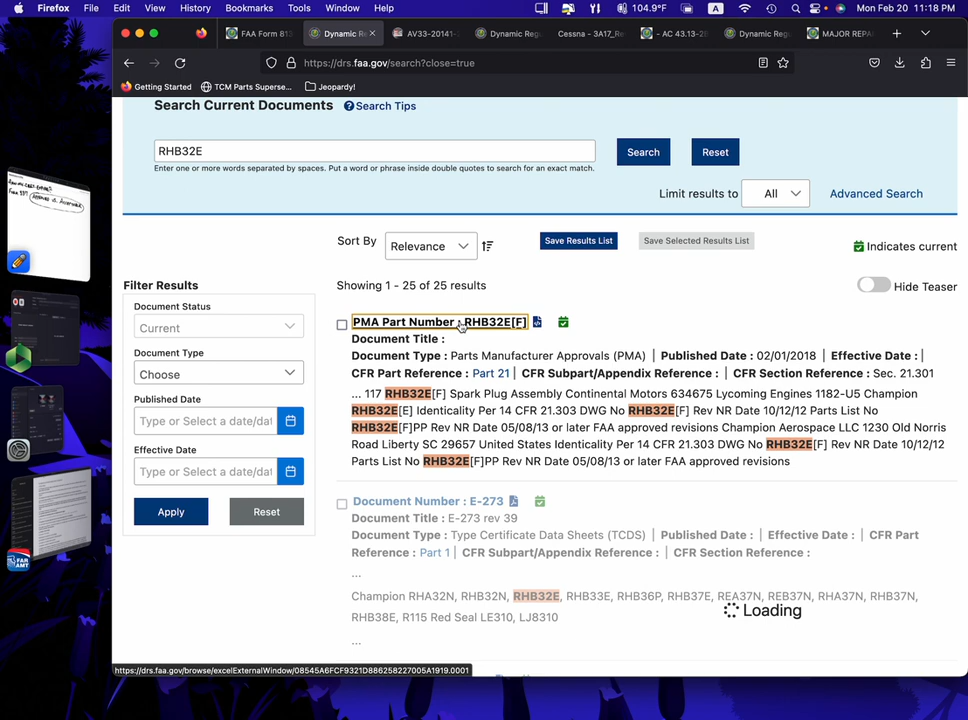 Firefox File Edit View History Bookmarks Tools Window Help 104.9°F A Mon Feb 20 11:18 PM
FAA Form 813 Dynamic Re AV33-20141- Dynamic Regu Cessna - 3A17_Re - AC 43.13-2B Dynamic Regu MAJOR REPAI
https://drs.faa.gov/search?close=true
Getting Started TCM Parts Superse... Jeopardy!
Search Current Documents Search Tips
RHB32E
Search Reset
Enter one or more words separated by spaces. Put a word or phrase inside double quotes to search for an exact match.
Limit results to All Advanced Search
Sort By Relevance Save Results List Save Selected Results List Indicates current
Filter Results Showing 1 - 25 of 25 results Hide Teaser
Document Status
Current
Document Type
Choose
Published Date
Type or Select a date/dat
Effective Date
Type or Select a date/dat
Apply Reset
PMA Part Number : RHB32E[F]
Document Title :
Document Type : Parts Manufacturer Approvals (PMA) | Published Date : 02/01/2018 | Effective Date : |
CFR Part Reference : Part 21 | CFR Subpart/Appendix Reference : | CFR Section Reference : Sec. 21.301
... 117 RHB32E[F] Spark Plug Assembly Continental Motors 634675 Lycoming Engines 1182-U5 Champion
RHB32E[E] Identicality Per 14 CFR 21.303 DWG No RHB32E[F] Rev NR Date 10/12/12 Parts List No
RHB32E[F]PP Rev NR Date 05/08/13 or later FAA approved revisions Champion Aerospace LLC 1230 Old Norris
Road Liberty SC 29657 United States Identicality Per 14 CFR 21.303 DWG No RHB32E[F] Rev NR Date 10/12/12
Parts List No RHB32E[F]PP Rev NR Date 05/08/13 or later FAA approved revisions
Document Number : E-273
Document Title : E-273 rev 39
Document Type : Type Certificate Data Sheets (TCDS) | Published Date : | Effective Date : | CFR Part
Reference : Part 1 | CFR Subpart/Appendix Reference : | CFR Section Reference :
...
Champion RHA32N, RHB32N, RHB32E, RHB33E, RHB36P, RHB37E, REA37N, REB37N, RHA37N, RHB37N,
RHB38E, R115 Red Seal LE310, LJ8310
Loading
...
https://drs.faa.gov/browse/excelExternalWindow/08545A6FCF9321D886258227005A1919.0001
Form 337
Approved vs. Acceptable
FAR
AMT